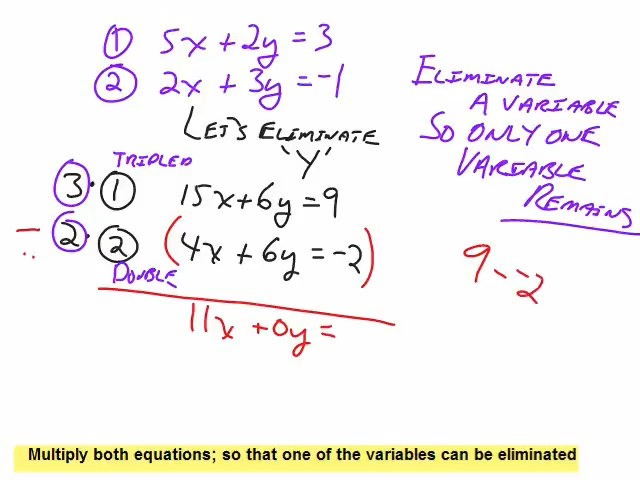 ① 5x + 2y = 3
② 2x + 3y = -1
LET'S ELIMINATE
"Y"
ELIMINATE
A VARIABLE
SO ONLY ONE
VARIABLE
REMAINS
TRIPLED
3 · ① 15x + 6y = 9
- 2 · ② (4x + 6y = -2)
DOUBLE
11x + 0y =
9 - -2
Multiply both equations; so that one of the variables can be eliminated